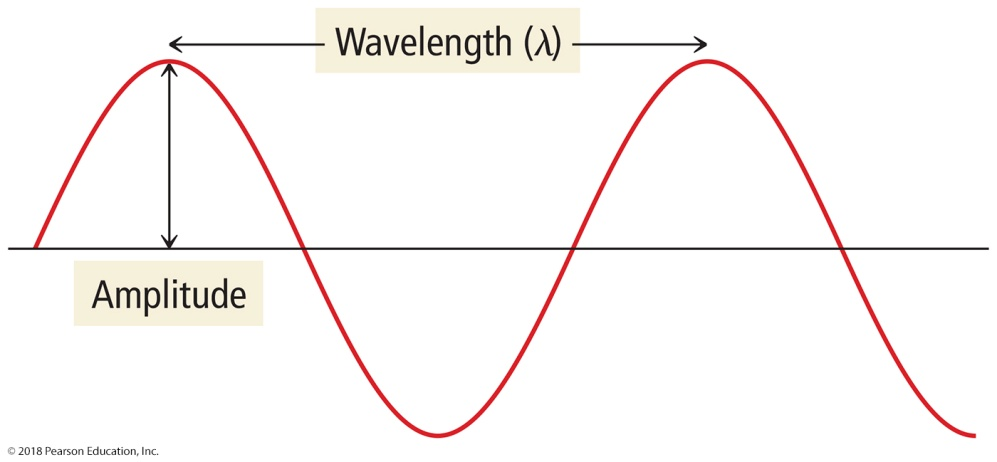 Wavelength (λ)
Amplitude
© 2018 Pearson Education, Inc.